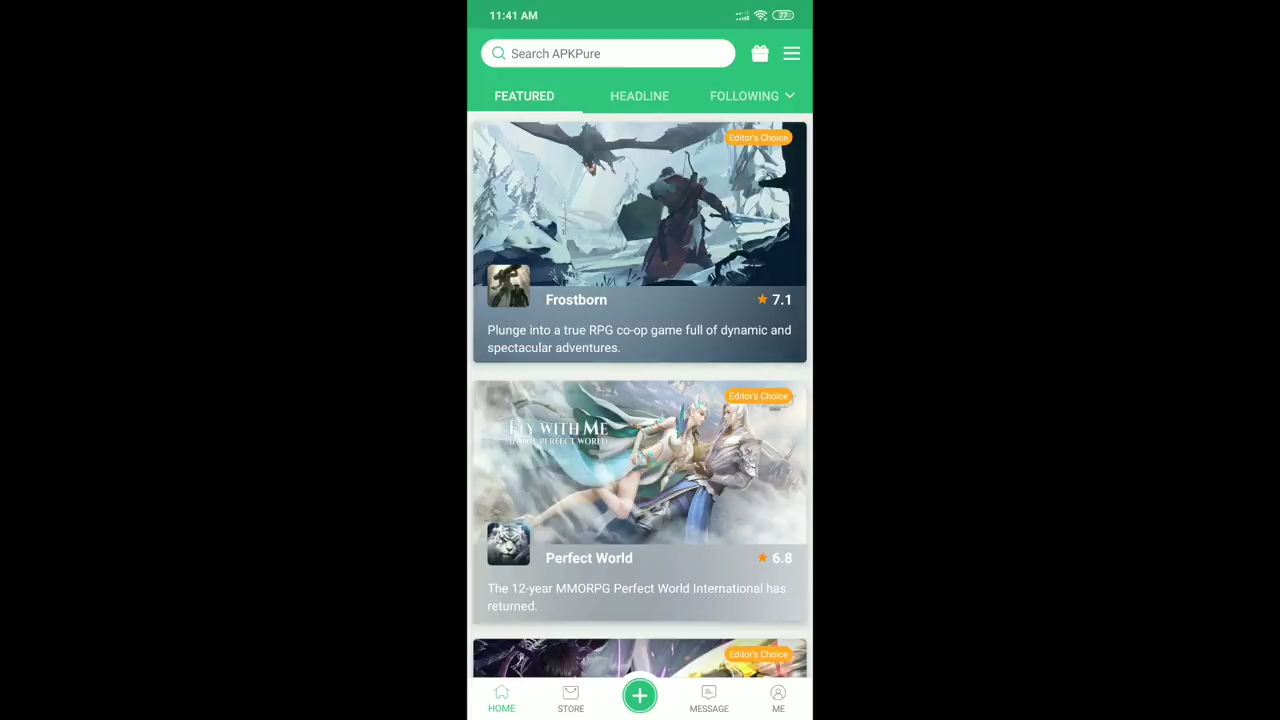 11:41 AM
77
Search APKPure
FEATURED
HEADLINE
FOLLOWING
Editor's Choice
Frostborn
7.1
Plunge into a true RPG co-op game full of dynamic and
spectacular adventures.
Editor's Choice
FLY WITH ME
PERFECT WORLD
Perfect World
6.8
The 12-year MMORPG Perfect World International has
returned.
Editor's Choice
HOME
STORE
MESSAGE
ME